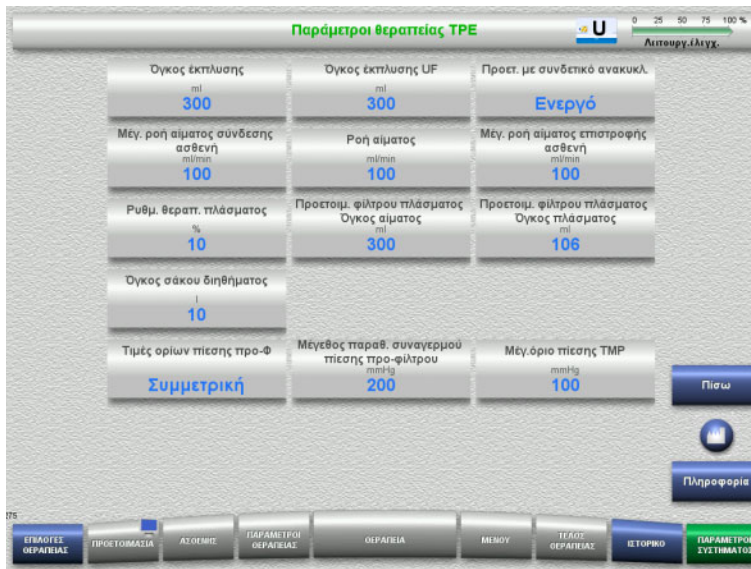 Παράμετροι θεραπείας TPE
U
0 25 50 75 100 %
Λειτουργ.έλεγχ.
Όγκος έκπλυσης
ml
300
Όγκος έκπλυσης UF
ml
300
Προετ. με συνδετικό ανακυκλ.
Ενεργό
Μέγ. ροή αίματος σύνδεσης
ασθενή
ml/min
100
Ροή αίματος
ml/min
100
Μέγ. ροή αίματος επιστροφής
ασθενή
ml/min
100
Ρυθμ. θεραπ. πλάσματος
%
10
Προετοιμ. φίλτρου πλάσματος
Όγκος αίματος
ml
300
Προετοιμ. φίλτρου πλάσματος
Όγκος πλάσματος
ml
106
Όγκος σάκου διηθήματος
l
10
Τιμές ορίων πίεσης προ-Φ
Συμμετρική
Μέγεθος παραθ. συναγερμού
πίεσης προ-φίλτρου
mmHg
200
Μέγ.όριο πίεσης TMP
mmHg
100
Πίσω
Πληροφορία
275
ΕΠΙΛΟΓΕΣ
ΘΕΡΑΠΕΙΑΣ
ΠΡΟΕΤΟΙΜΑΣΙΑ
ΑΣΘΕΝΗΣ
ΠΑΡΑΜΕΤΡΟΙ
ΘΕΡΑΠΕΙΑΣ
ΘΕΡΑΠΕΙΑ
ΜΕΝΟΥ
ΤΕΛΟΣ
ΘΕΡΑΠΕΙΑΣ
ΙΣΤΟΡΙΚΟ
ΠΑΡΑΜΕΤΡΟΙ
ΣΥΣΤΗΜΑΤΟΣ